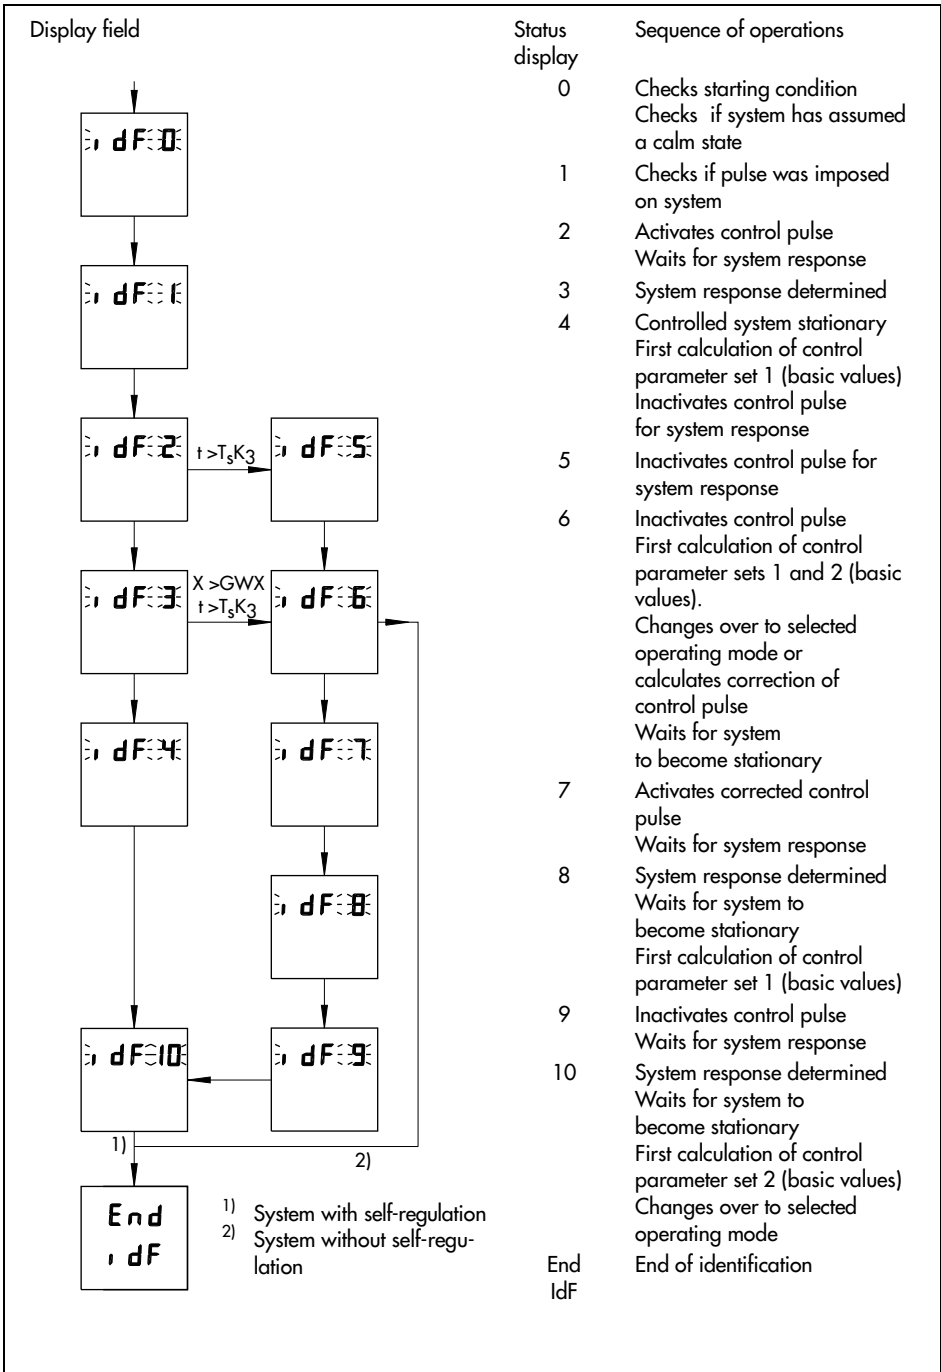 Display field
Status
display
Sequence of operations
0
Checks starting condition
Checks if system has assumed
a calm state
1
Checks if pulse was imposed
on system
2
Activates control pulse
Waits for system response
3
System response determined
4
Controlled system stationary
First calculation of control
parameter set 1 (basic values)
Inactivates control pulse
for system response
5
Inactivates control pulse for
system response
6
Inactivates control pulse
First calculation of control
parameter sets 1 and 2 (basic
values).
Changes over to selected
operating mode or
calculates correction of
control pulse
Waits for system
to become stationary
7
Activates corrected control
pulse
Waits for system response
8
System response determined
Waits for system to
become stationary
First calculation of control
parameter set 1 (basic values)
9
Inactivates control pulse
Waits for system response
10
System response determined
Waits for system to
become stationary
First calculation of control
parameter set 2 (basic values)
Changes over to selected
operating mode
End
IdF
End of identification
idF 0
idF 1
idF 2
t >TsK3
idF 5
idF 3
X >GWX
t >TsK3
idF 6
idF 4
idF 7
idF 8
idF 10
idF 9
1)
2)
End
idF
1) System with self-regulation
2) System without self-regu-
lation